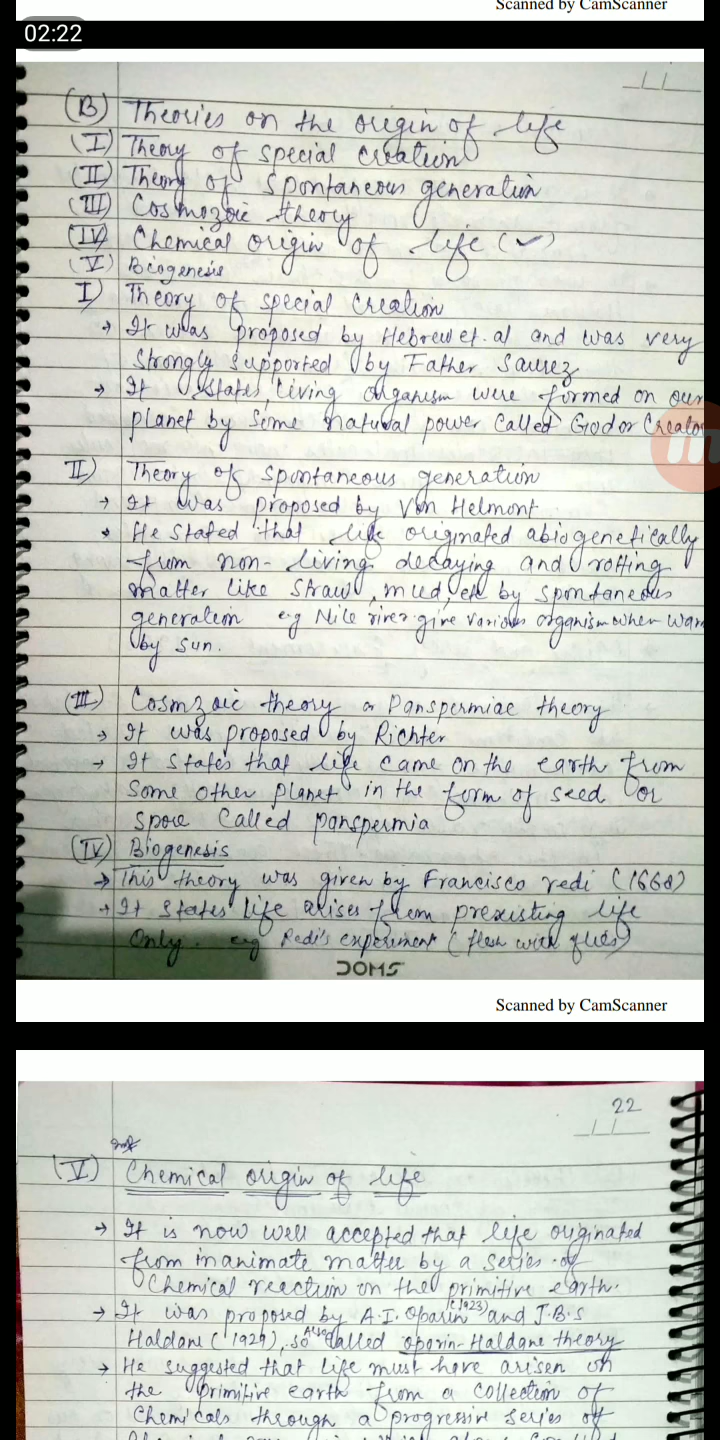 Scanned by CamScanner
02:22
(B) Theories on the origin of life
(I) Theory of special creation
(II) Theory of spontaneous generation
(III) Cosmozoic theory
(IV) Chemical origin of life (✓)
(V) Biogenesis
I) Theory of special creation
→ It was proposed by Hebrew et. al and was very
strongly supported by Father Saurez
→ It states, living organism were formed on our
planet by some natural power called God or Creato
II) Theory of spontaneous generation
→ It was proposed by Von Helmont
• He stated that life originated abiogenetically
from non-living decaying and rotting
matter like straw, mud, etc by spontaneous
generation e.g Nile river give various organism when wam
by sun.
(III) Cosmzoic theory or Panspermiac theory
→ It was proposed by Richter
→ It states that life came on the earth from
some other planet in the form of seed or
spore called panspermia
(IV) Biogenesis
→ This theory was given by Francisco redi (1668)
→ It states life arises from prexisting life
only. e.g Redi's experiment (flesh with flies)
DOMS
Scanned by CamScanner
22
(V) Chemical origin of life
→ It is now well accepted that life originated
from inanimate matter by a series of
chemical reaction on the primitive earth.
→ It was proposed by A.I. Oparin (1923) and J.B.S
Haldane (1929), so Also called oparin-Haldane theory
→ He suggested that life must have arisen on
the primitive earth from a collection of
chemicals through a progressive series of